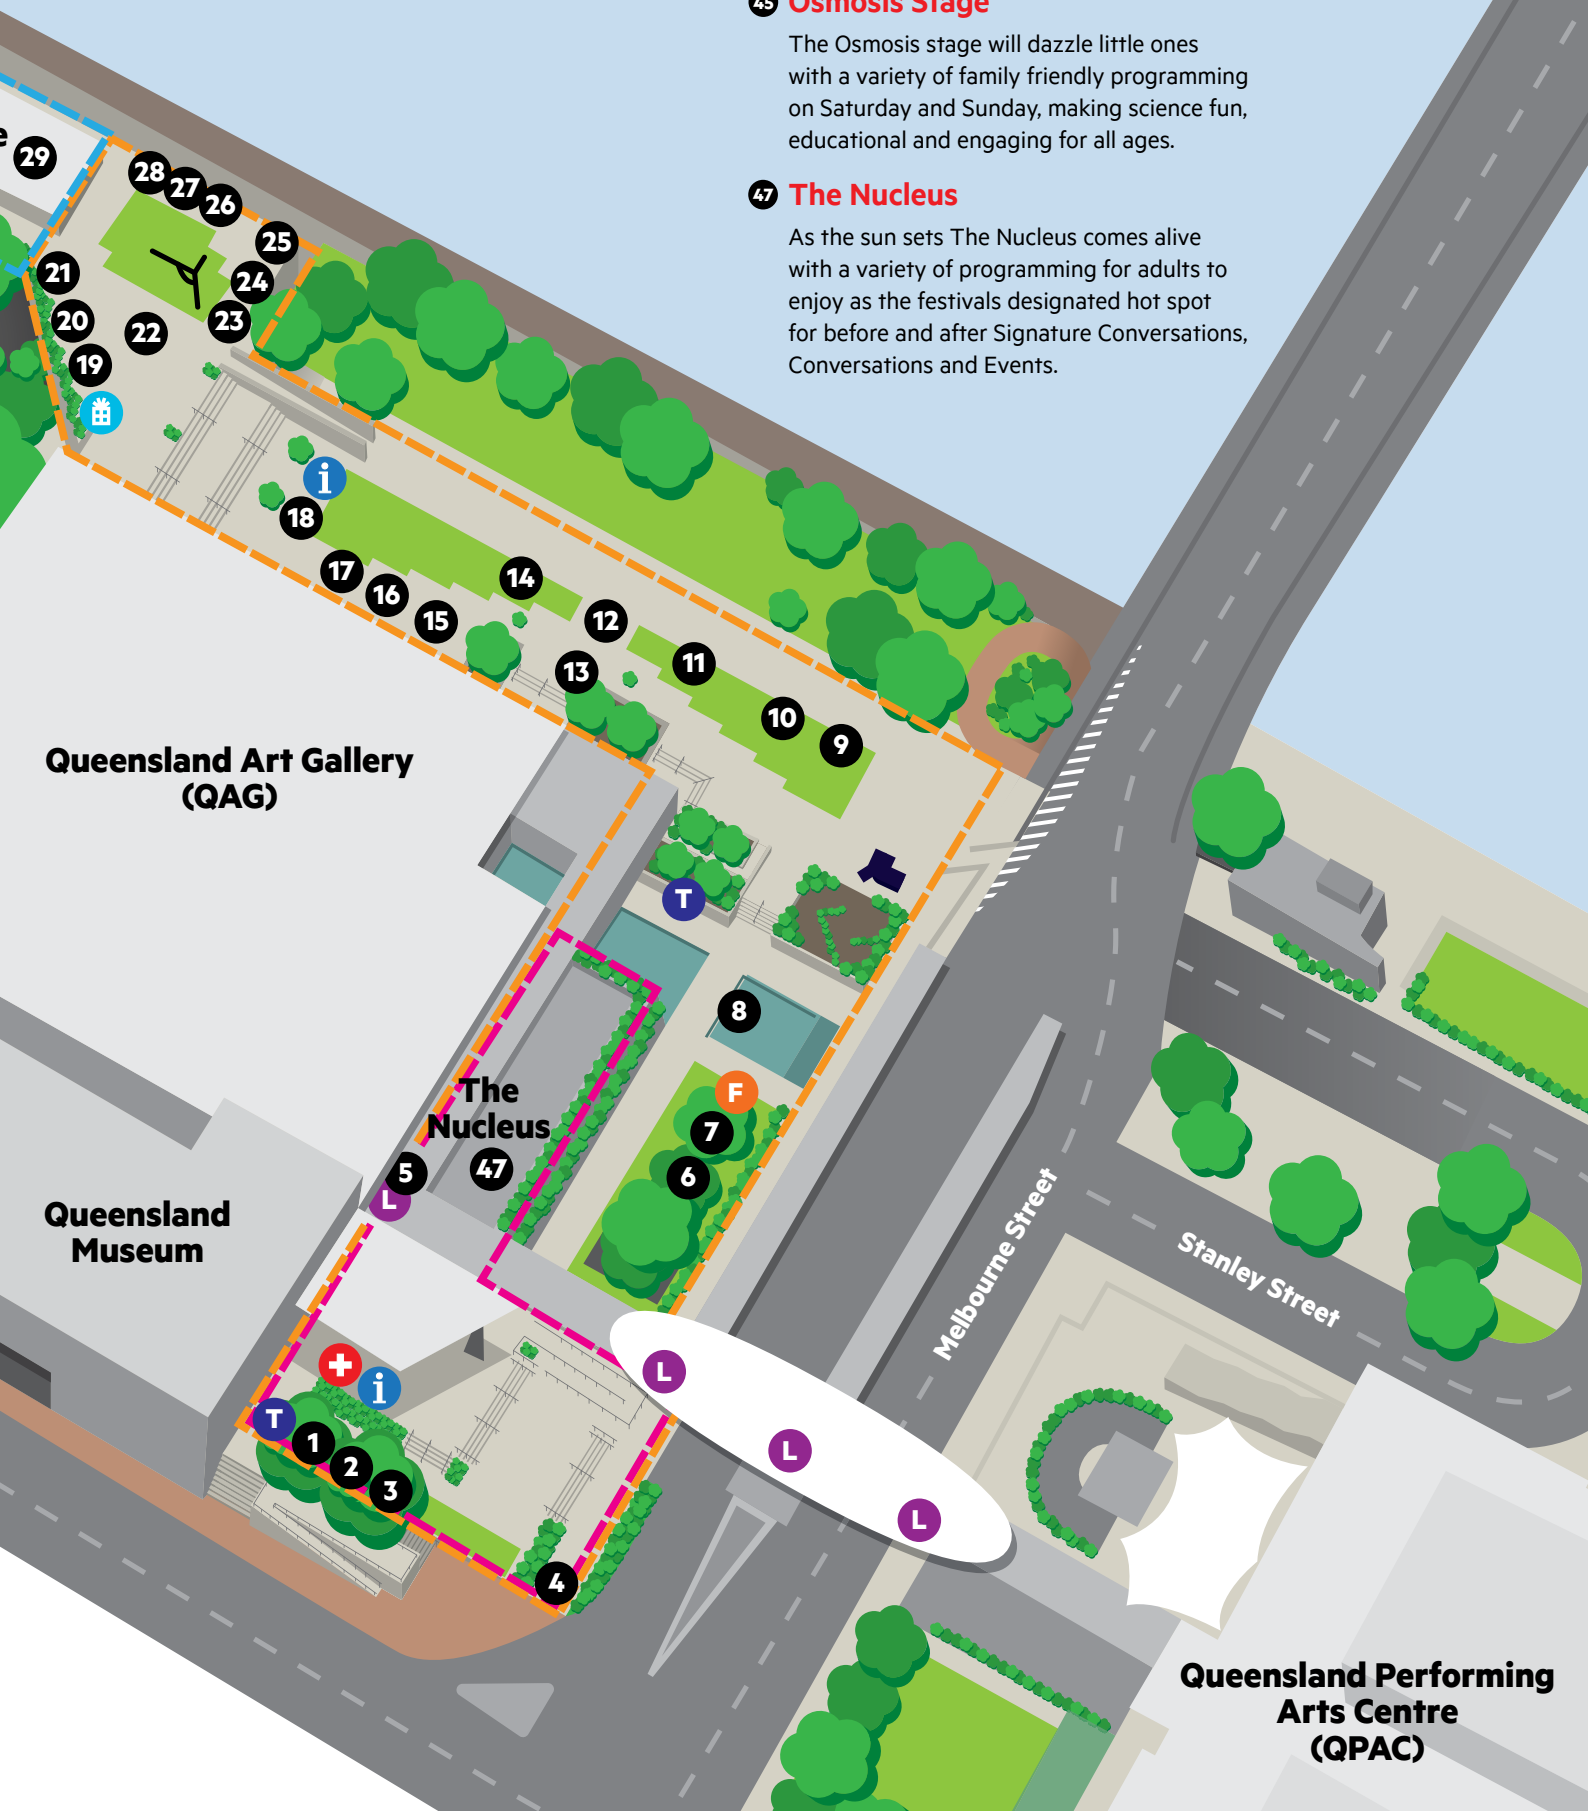 45 Osmosis Stage
The Osmosis stage will dazzle little ones
with a variety of family friendly programming
on Saturday and Sunday, making science fun,
educational and engaging for all ages.
47 The Nucleus
As the sun sets The Nucleus comes alive
with a variety of programming for adults to
enjoy as the festivals designated hot spot
for before and after Signature Conversations,
Conversations and Events.
e 29
28
27
26
25
24
23
22
21
20
19
i
18
17
16
15
14
12
13
11
10
9
Queensland Art Gallery
(QAG)
T
8
F
7
6
The
Nucleus
47
5
L
Queensland
Museum
Melbourne Street
Stanley Street
L
L
L
i
T
1
2
3
4
Queensland Performing
Arts Centre
(QPAC)